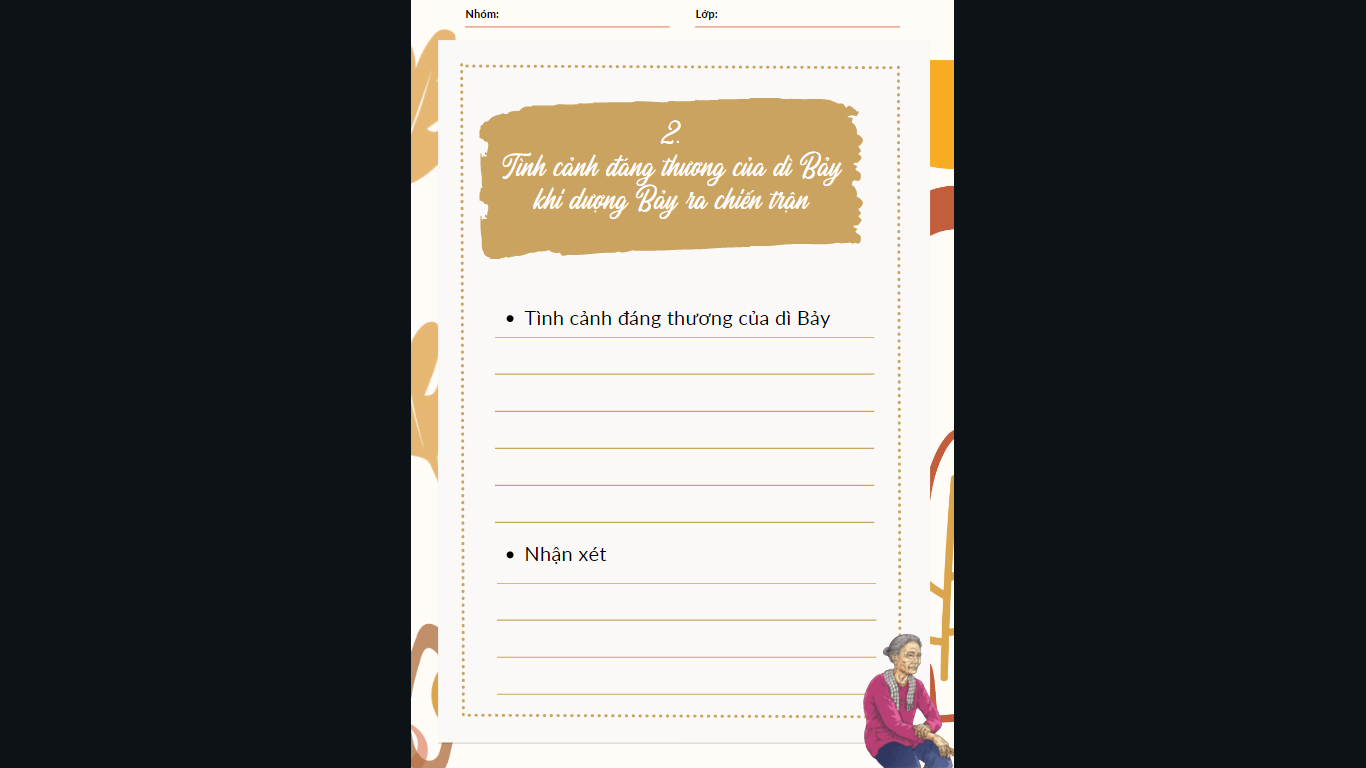 Nhóm:
Lớp:
2.
Tình cảnh đáng thương của dì Bảy
khi dượng Bảy ra chiến trận
Tình cảnh đáng thương của dì Bảy
Nhận xét